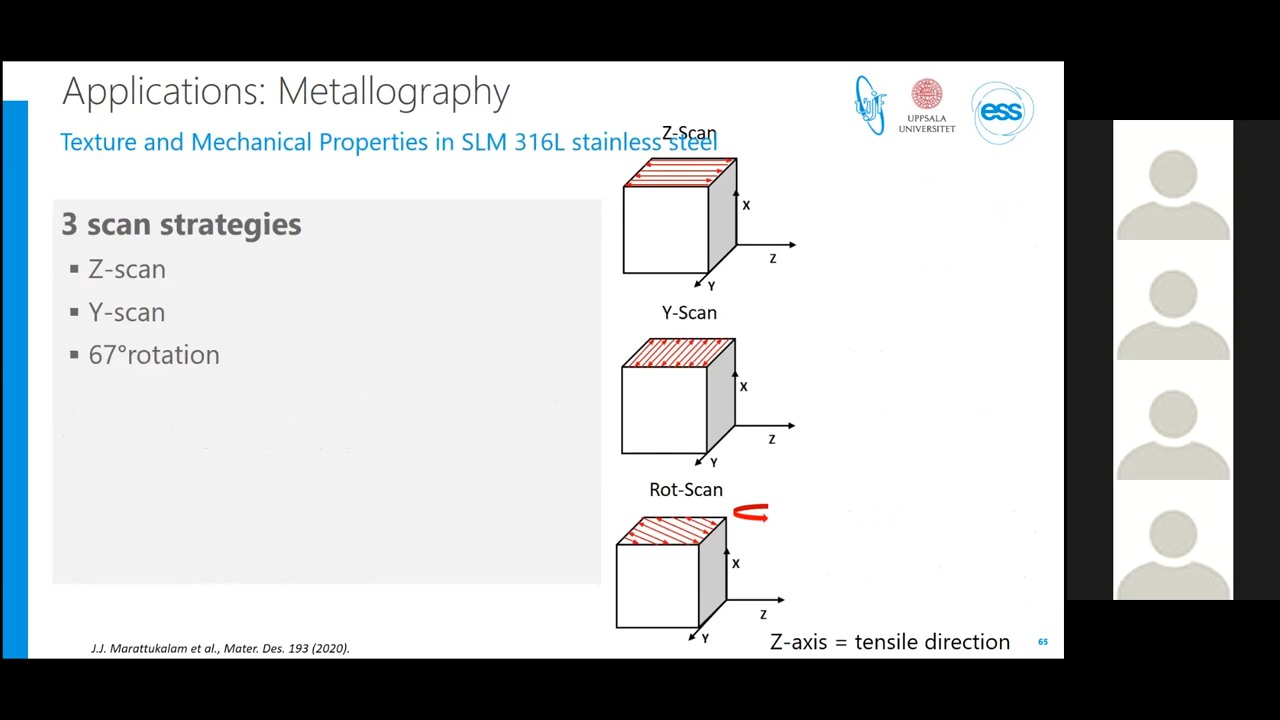 Applications: Metallography
Texture and Mechanical Properties in SLM 316L stainless steel
UPPSALA
UNIVERSITET
ess
3 scan strategies
▪ Z-scan
▪ Y-scan
▪ 67°rotation
Z-Scan
X
Z
Y
Y-Scan
X
Z
Y
Rot-Scan
X
Z
Y
Z-axis = tensile direction
J.J. Marattukalam et al., Mater. Des. 193 (2020).
65